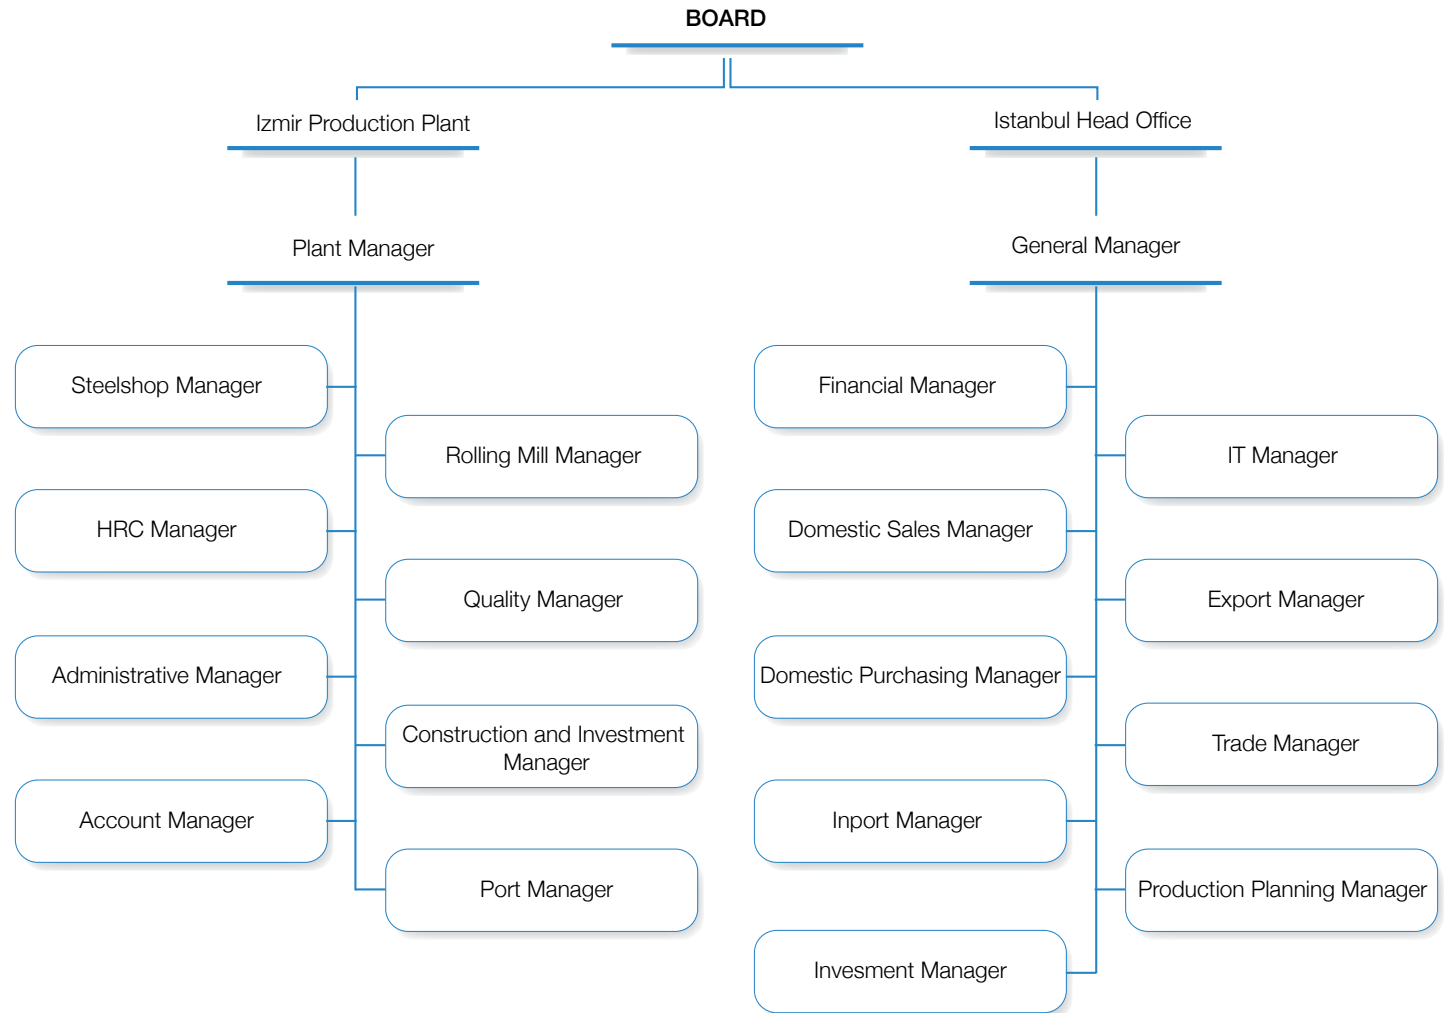 BOARD
Izmir Production Plant
Istanbul Head Office
Plant Manager
General Manager
Steelshop Manager
Financial Manager
Rolling Mill Manager
IT Manager
HRC Manager
Domestic Sales Manager
Quality Manager
Export Manager
Administrative Manager
Domestic Purchasing Manager
Construction and Investment
Manager
Trade Manager
Account Manager
Inport Manager
Port Manager
Production Planning Manager
Invesment Manager